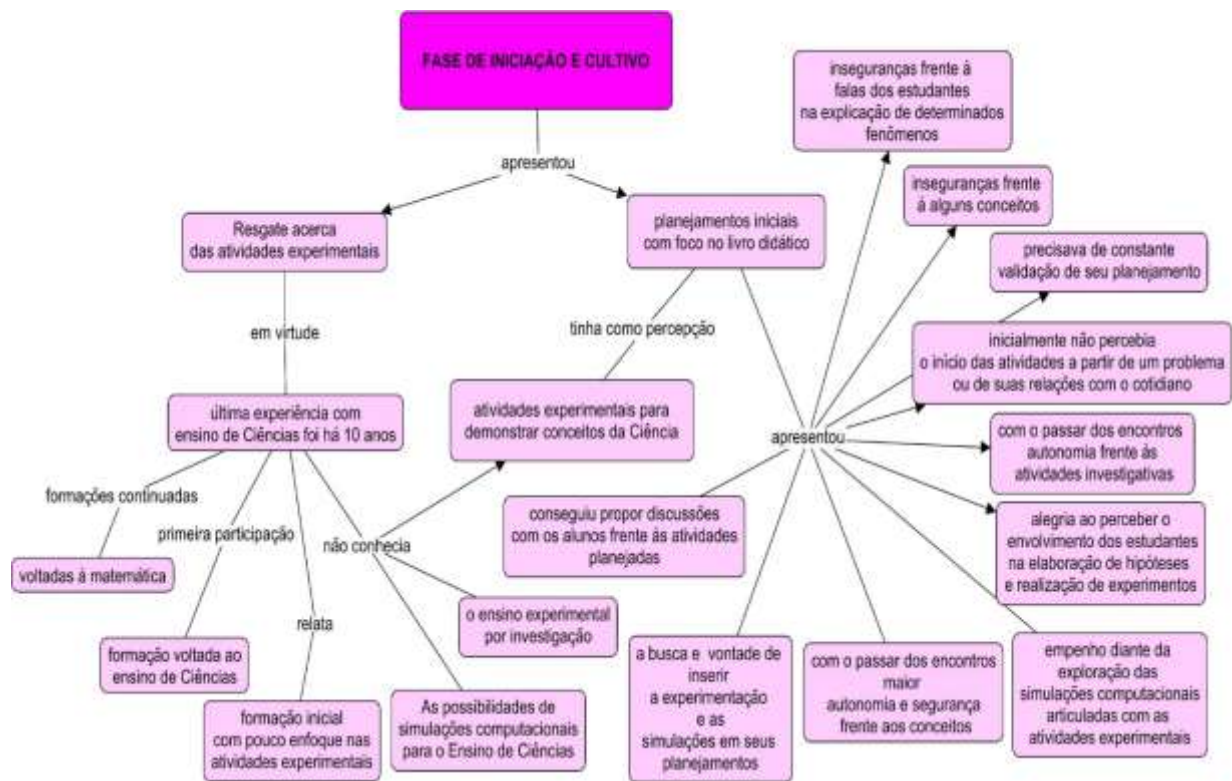 FASE DE INICIAÇÃO E CULTIVO
apresentou
Resgate acerca
das atividades experimentais
em virtude
última experiência com
ensino de Ciências foi há 10 anos
formações continuadas
voltadas à matemática
primeira participação
formação voltada ao
ensino de Ciências
relata
formação inicial
com pouco enfoque nas
atividades experimentais
não conhecia
As possibilidades de
simulações computacionais
para o Ensino de Ciências
o ensino experimental
por investigação
planejamentos iniciais
com foco no livro didático
tinha como percepção
atividades experimentais para
demonstrar conceitos da Ciência
apresentou
inseguranças frente à
falas dos estudantes
na explicação de determinados
fenômenos
inseguranças frente
á alguns conceitos
precisava de constante
validação de seu planejamento
inicialmente não percebia
o início das atividades a partir de um problema
ou de suas relações com o cotidiano
com o passar dos encontros
autonomia frente ás
atividades investigativas
alegria ao perceber o
envolvimento dos estudantes
na elaboração de hipóteses
e realização de experimentos
empenho diante da
exploração das
simulações computacionais
articuladas com as
atividades experimentais
com o passar dos encontros
maior
autonomia e segurança
frente aos conceitos
a busca e vontade de
inserir
a experimentação
e as
simulações em seus
planejamentos
conseguiu propor discussões
com os alunos frente ás atividades
planejadas